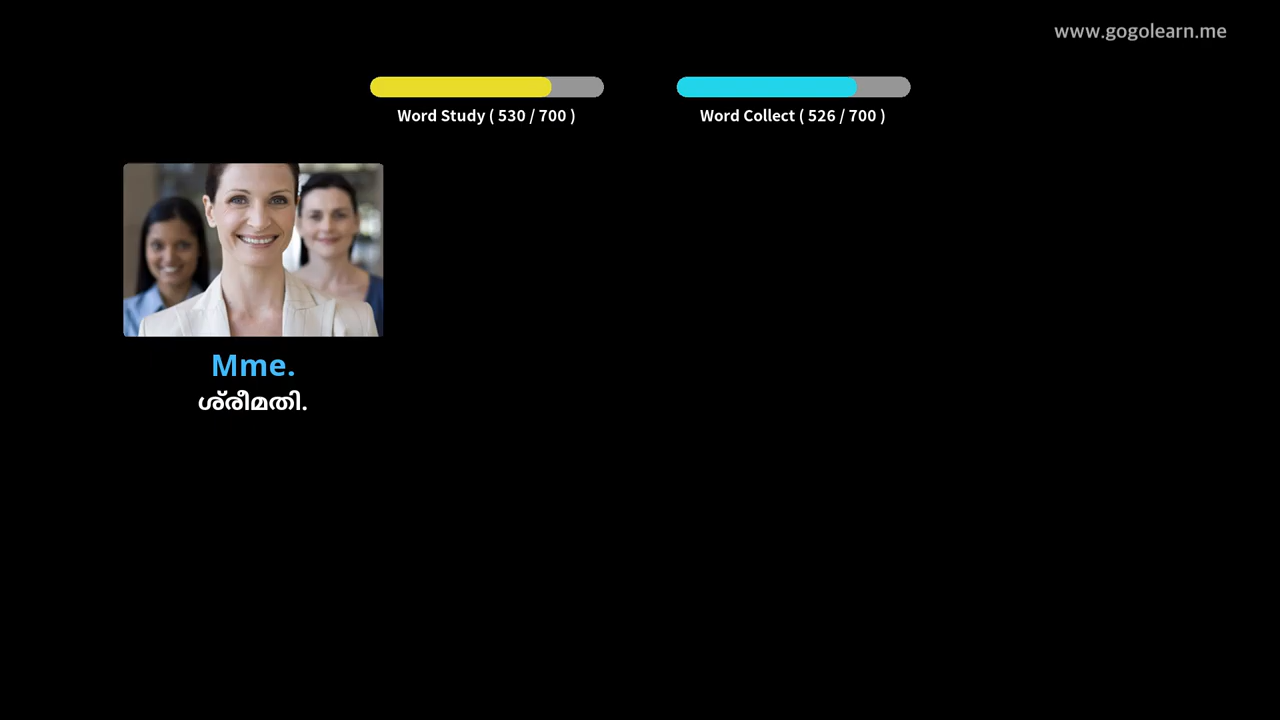 www.gogolearn.me
Word Study ( 530 / 700 )
Word Collect ( 526 / 700 )
Mme.
ശ്രീമതി.